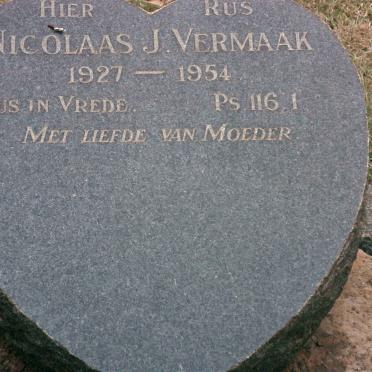 HIER RUS
NICOLAAS J. VERMAAK
1927 — 1954
US IN VREDE. PS. 116.1
MET LIEFDE VAN MOEDER